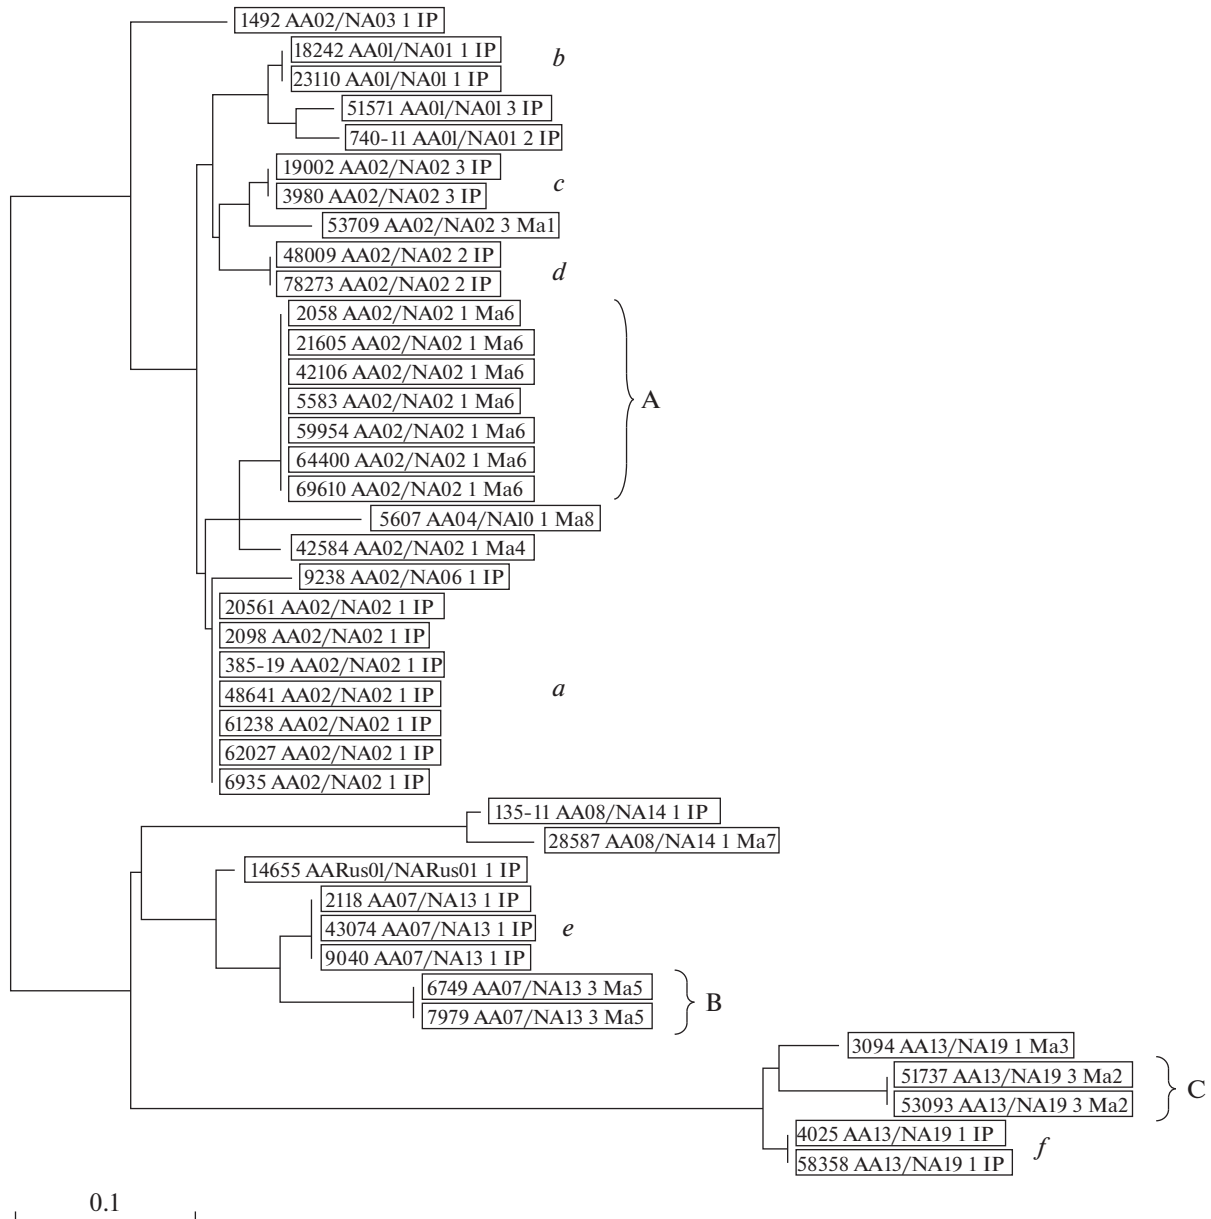 1492 AA02/NA03 1 IP
18242 AA0l/NA01 1 IP
b
23110 AA0l/NA0l 1 IP
51571 AA0l/NA0l 3 IP
740-11 AA0l/NA01 2 IP
19002 AA02/NA02 3 IP
c
3980 AA02/NA02 3 IP
53709 AA02/NA02 3 Ma1
48009 AA02/NA02 2 IP
d
78273 AA02/NA02 2 IP
2058 AA02/NA02 1 Ma6
21605 AA02/NA02 1 Ma6
42106 AA02/NA02 1 Ma6
5583 AA02/NA02 1 Ma6
A
59954 AA02/NA02 1 Ma6
64400 AA02/NA02 1 Ma6
69610 AA02/NA02 1 Ma6
5607 AA04/NAl0 1 Ma8
42584 AA02/NA02 1 Ma4
9238 AA02/NA06 1 IP
20561 AA02/NA02 1 IP
2098 AA02/NA02 1 IP
385-19 AA02/NA02 1 IP
a
48641 AA02/NA02 1 IP
61238 AA02/NA02 1 IP
62027 AA02/NA02 1 IP
6935 AA02/NA02 1 IP
135-11 AA08/NA14 1 IP
28587 AA08/NA14 1 Ma7
14655 AARus0l/NARus01 1 IP
2118 AA07/NA13 1 IP
43074 AA07/NA13 1 IP
e
9040 AA07/NA13 1 IP
6749 AA07/NA13 3 Ma5
B
7979 AA07/NA13 3 Ma5
3094 AA13/NA19 1 Ma3
51737 AA13/NA19 3 Ma2
C
53093 AA13/NA19 3 Ma2
4025 AA13/NA19 1 IP
f
58358 AA13/NA19 1 IP
0.1